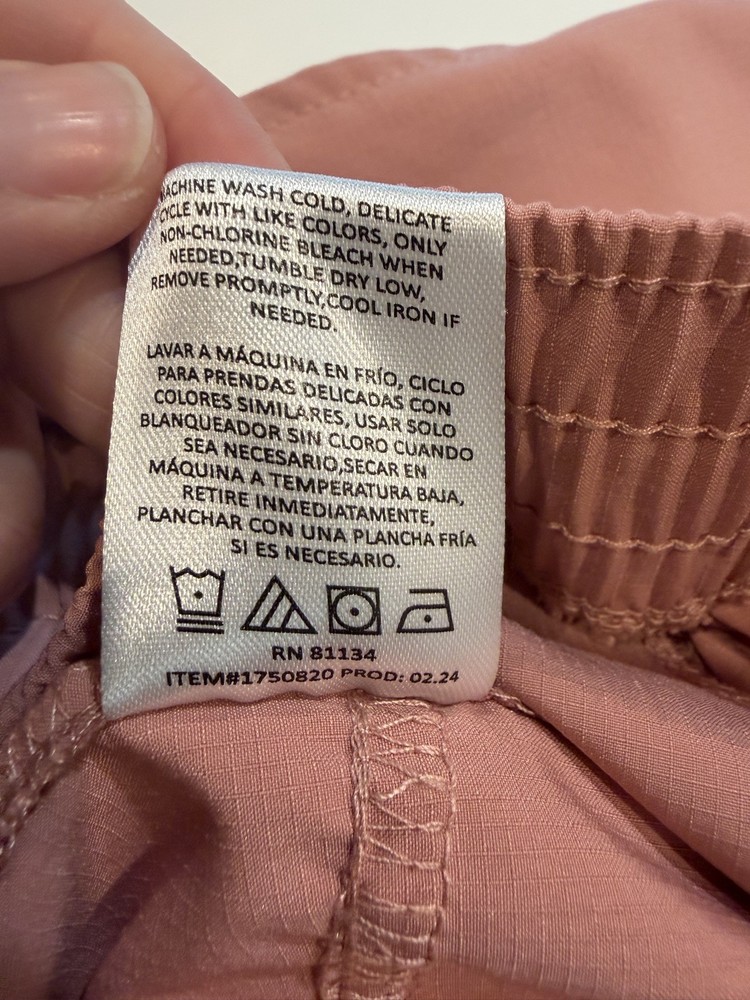 MACHINE WASH COLD, DELICATE
CYCLE WITH LIKE COLORS, ONLY
NON-CHLORINE BLEACH WHEN
NEEDED,TUMBLE DRY LOW,
REMOVE PROMPTLY,COOL IRON IF
NEEDED.
LAVAR A MÁQUINA EN FRÍO, CICLO
PARA PRENDAS DELICADAS CON
COLORES SIMILARES, USAR SOLO
BLANQUEADOR SIN CLORO CUANDO
SEA NECESARIO,SECAR EN
MÁQUINA A TEMPERATURA BAJA,
RETIRE INMEDIATAMENTE,
PLANCHAR CON UNA PLANCHA FRÍA
SI ES NECESARIO.
RN 81134
ITEM#1750820 PROD: 02.24